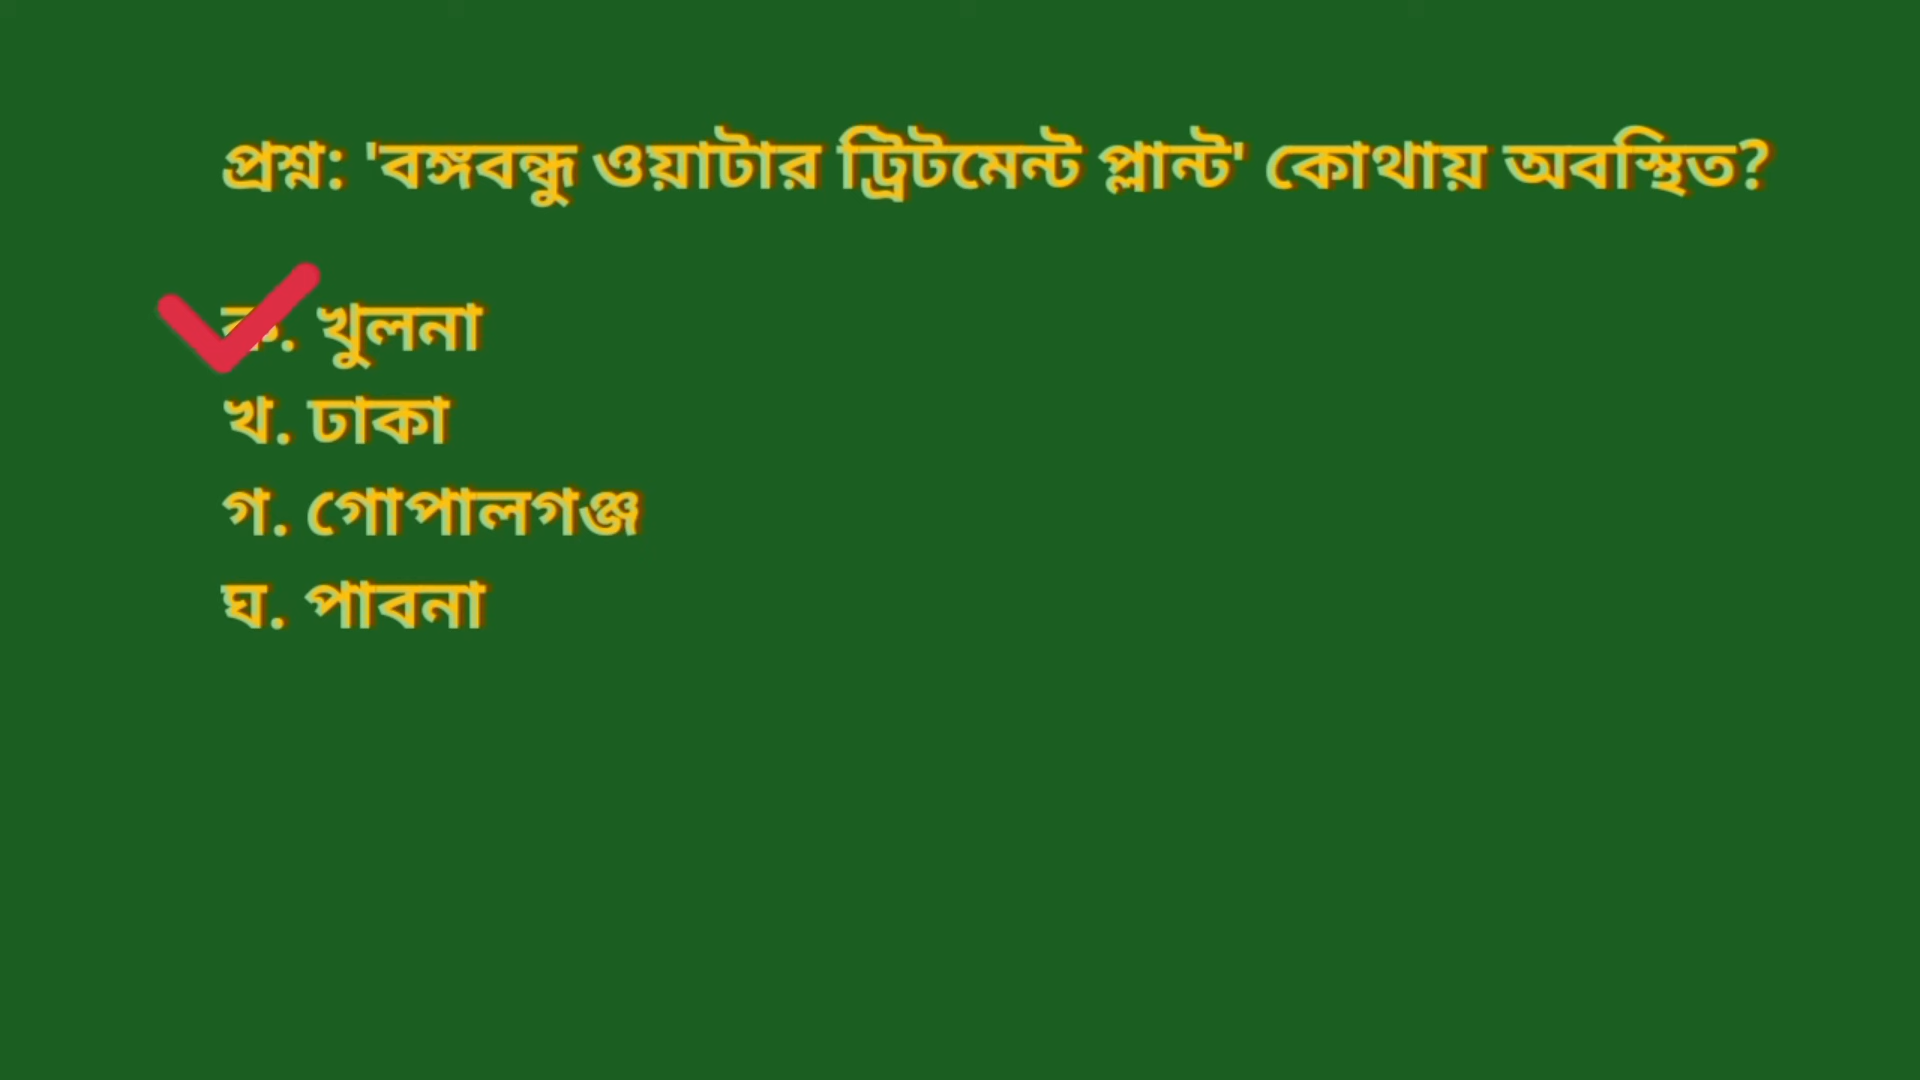 প্রশ্ন: 'বঙ্গবন্ধু ওয়াটার ট্রিটমেন্ট প্লান্ট' কোথায় অবস্থিত?
ক. খুলনা
খ. ঢাকা
গ. গোপালগঞ্জ
ঘ. পাবনা